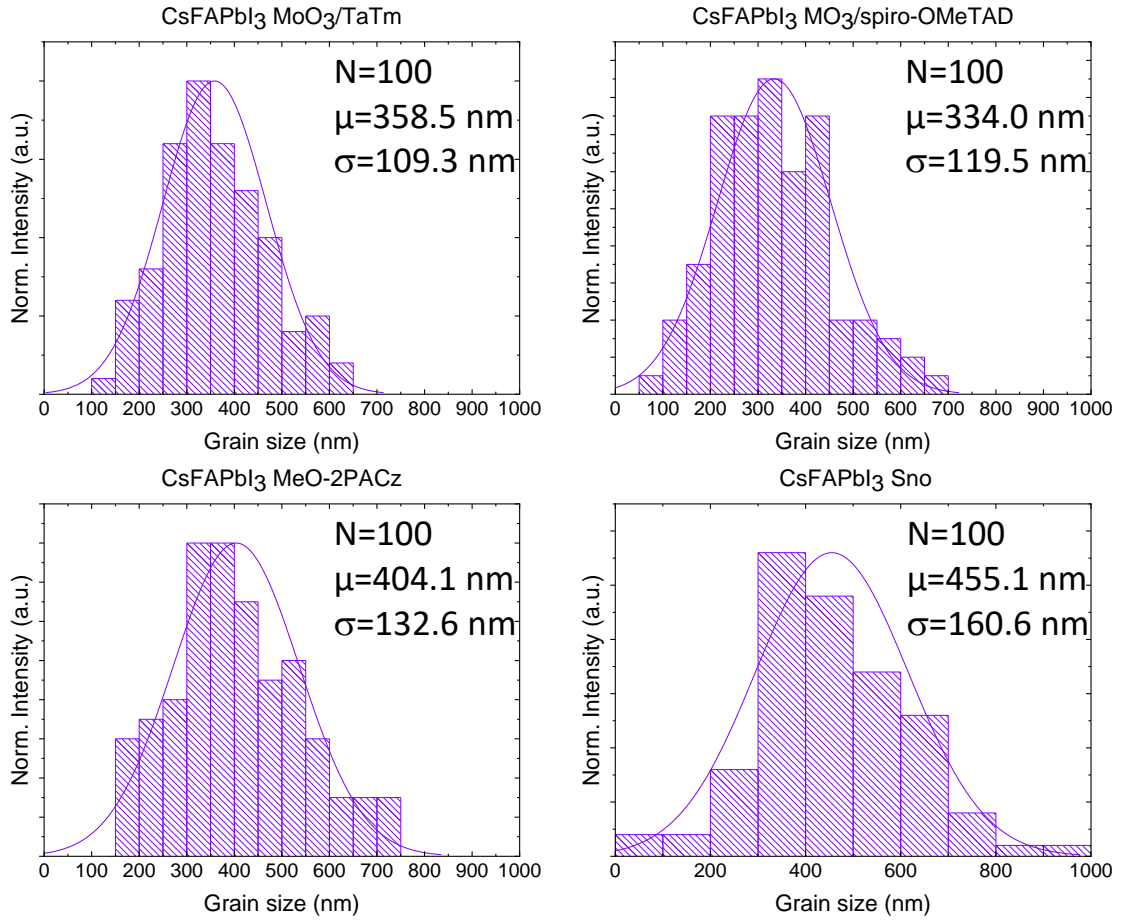 CsFAPbI3 MoO3/TaTm
N=100
μ=358.5 nm
σ=109.3 nm
Norm. Intensity (a.u.)
0 100 200 300 400 500 600 700 800 900 1000
Grain size (nm)
CsFAPbI3 MO3/spiro-OMeTAD
N=100
μ=334.0 nm
σ=119.5 nm
Norm. Intensity (a.u.)
0 100 200 300 400 500 600 700 800 900 1000
Grain size (nm)
CsFAPbI3 MeO-2PACz
N=100
μ=404.1 nm
σ=132.6 nm
Norm. Intensity (a.u.)
0 100 200 300 400 500 600 700 800 900 1000
Grain size (nm)
CsFAPbI3 Sno
N=100
μ=455.1 nm
σ=160.6 nm
Norm. Intensity (a.u.)
0 200 400 600 800 1000
Grain size (nm)